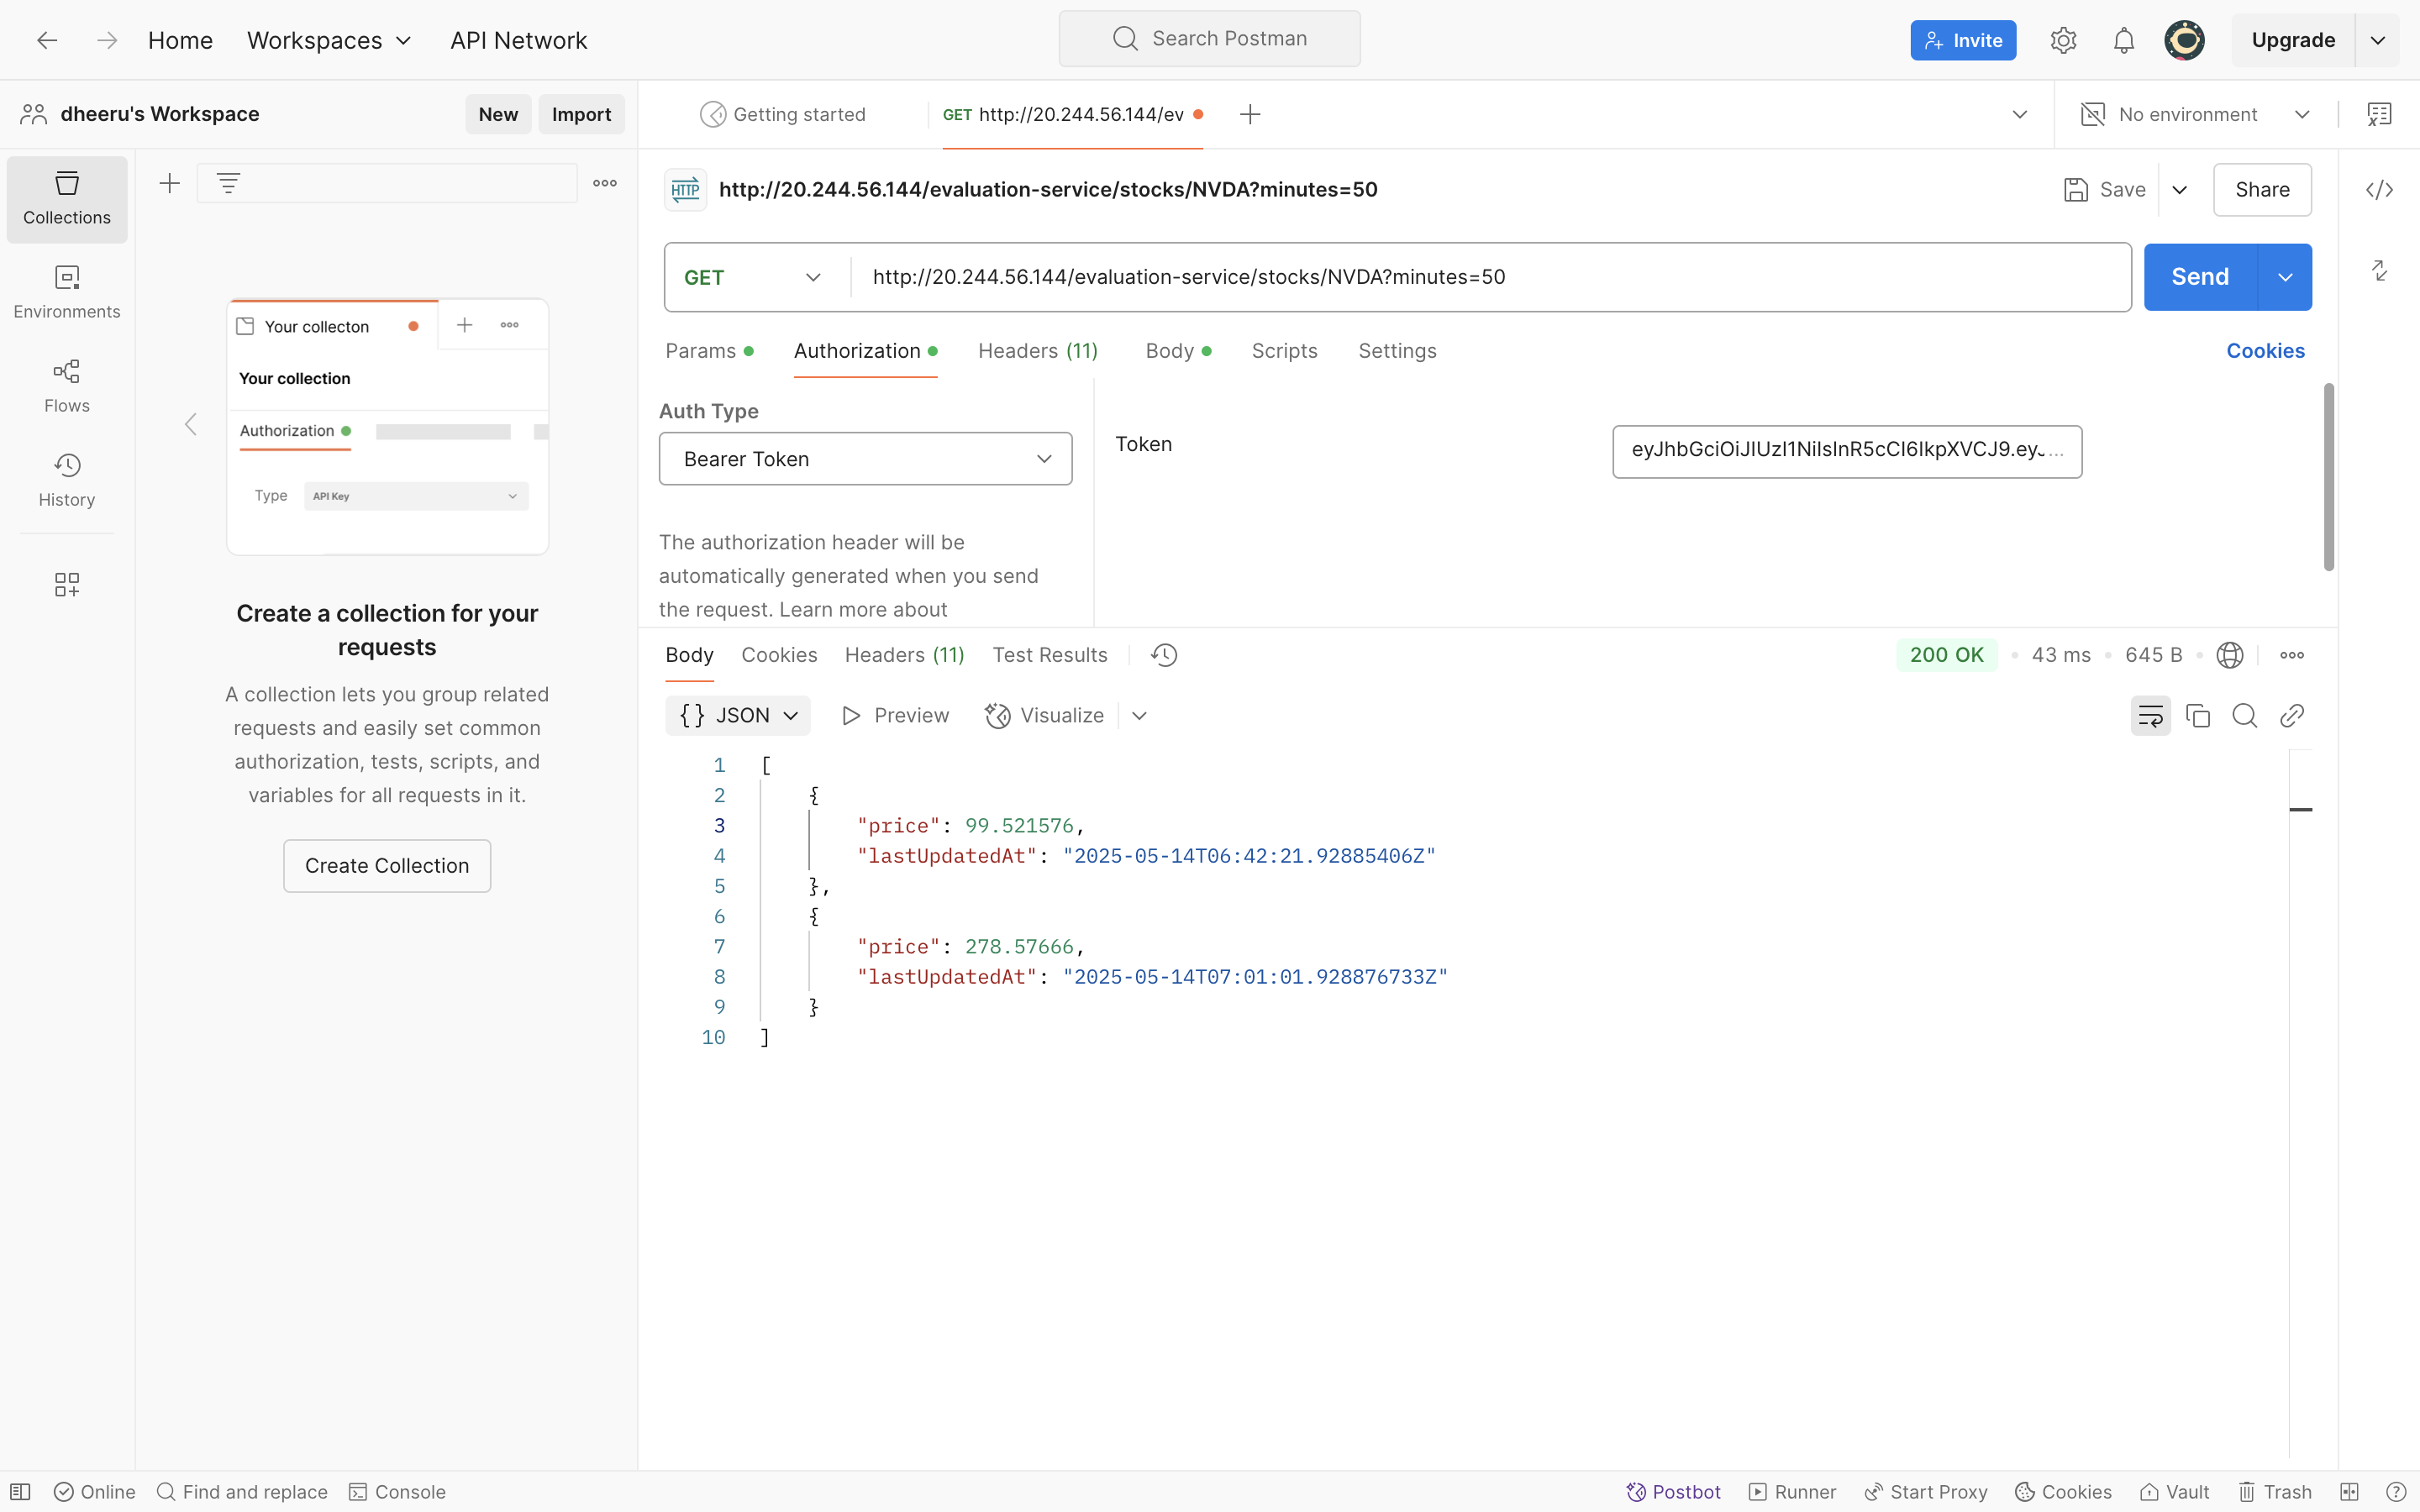 Home
Workspaces
API Network
Search Postman
Invite
Upgrade
dheeru's Workspace
New
Import
Getting started
GET http://20.244.56.144/ev
No environment
Collections
Environments
Flows
History
Your collecton
Your collection
Authorization
Type
API Key
Create a collection for your
requests
A collection lets you group related
requests and easily set common
authorization, tests, scripts, and
variables for all requests in it.
Create Collection
HTTP
http://20.244.56.144/evaluation-service/stocks/NVDA?minutes=50
Save
Share
GET
http://20.244.56.144/evaluation-service/stocks/NVDA?minutes=50
Send
Params
Authorization
Headers (11)
Body
Scripts
Settings
Cookies
Auth Type
Bearer Token
The authorization header will be
automatically generated when you send
the request. Learn more about
Token
eyJhbGciOiJIUzI1NiIsInR5cCI6IkpXVCJ9.eyJ...
Body
Cookies
Headers (11)
Test Results
200 OK
43 ms
645 B
{} JSON
Preview
Visualize
1 [
2 {
3 "price": 99.521576,
4 "lastUpdatedAt": "2025-05-14T06:42:21.92885406Z"
5 },
6 {
7 "price": 278.57666,
8 "lastUpdatedAt": "2025-05-14T07:01:01.928876733Z"
9 }
10 ]
Online
Find and replace
Console
Postbot
Runner
Start Proxy
Cookies
Vault
Trash